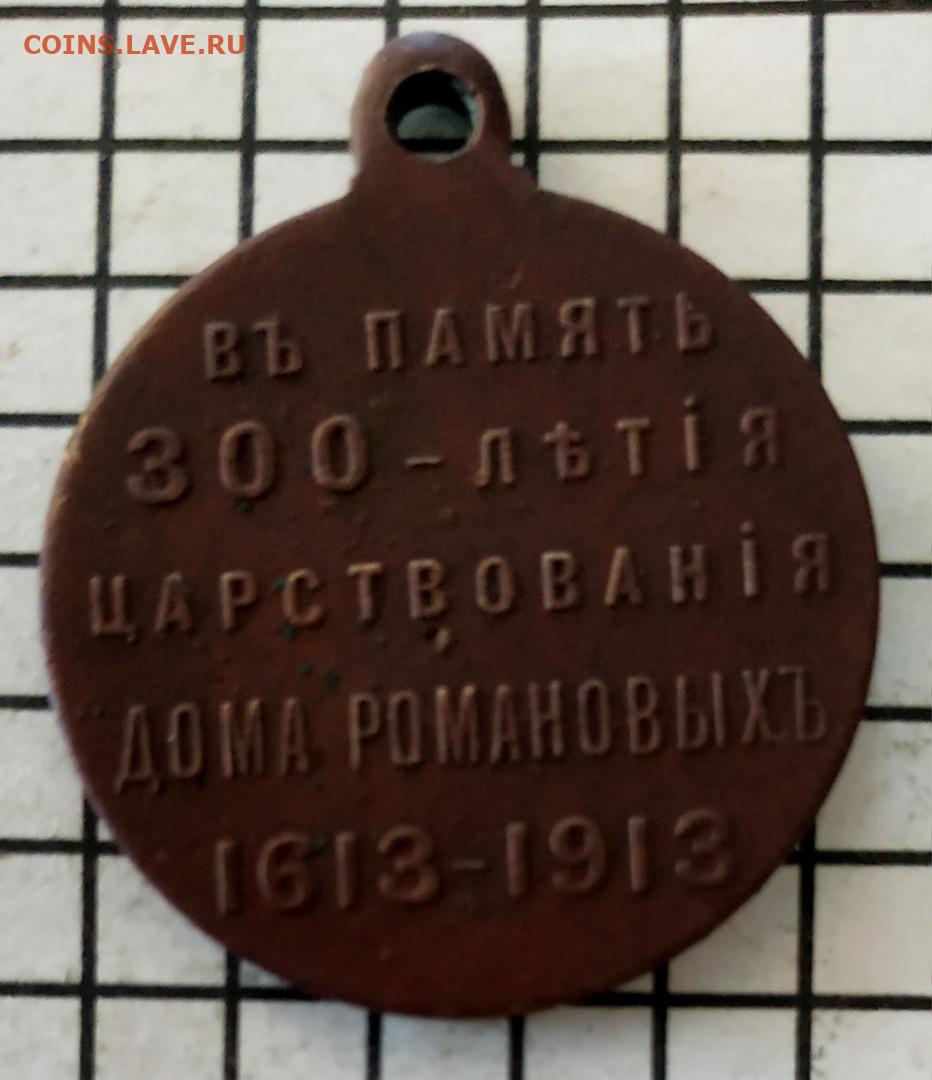 COINS.LAVE.RU
ВЪ ПАМЯТЬ
300-ЛѢТІЯ
ЦАРСТВОВАНІЯ
ДОМА РОМАНОВЫХЪ
1613-1913